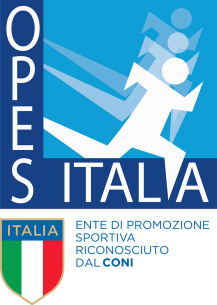 OPES ITALIA
ITALIA
ENTE DI PROMOZIONE
SPORTIVA
RICONOSCIUTO
DAL CONI